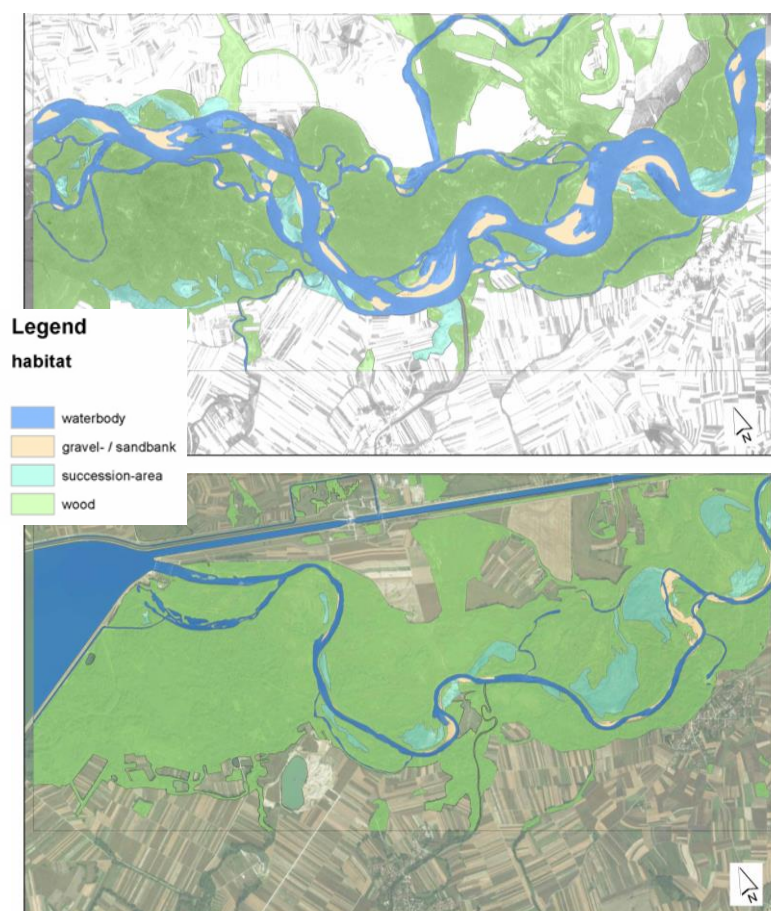 N
Legend
habitat
waterbody
gravel- / sandbank
succession-area
wood
N